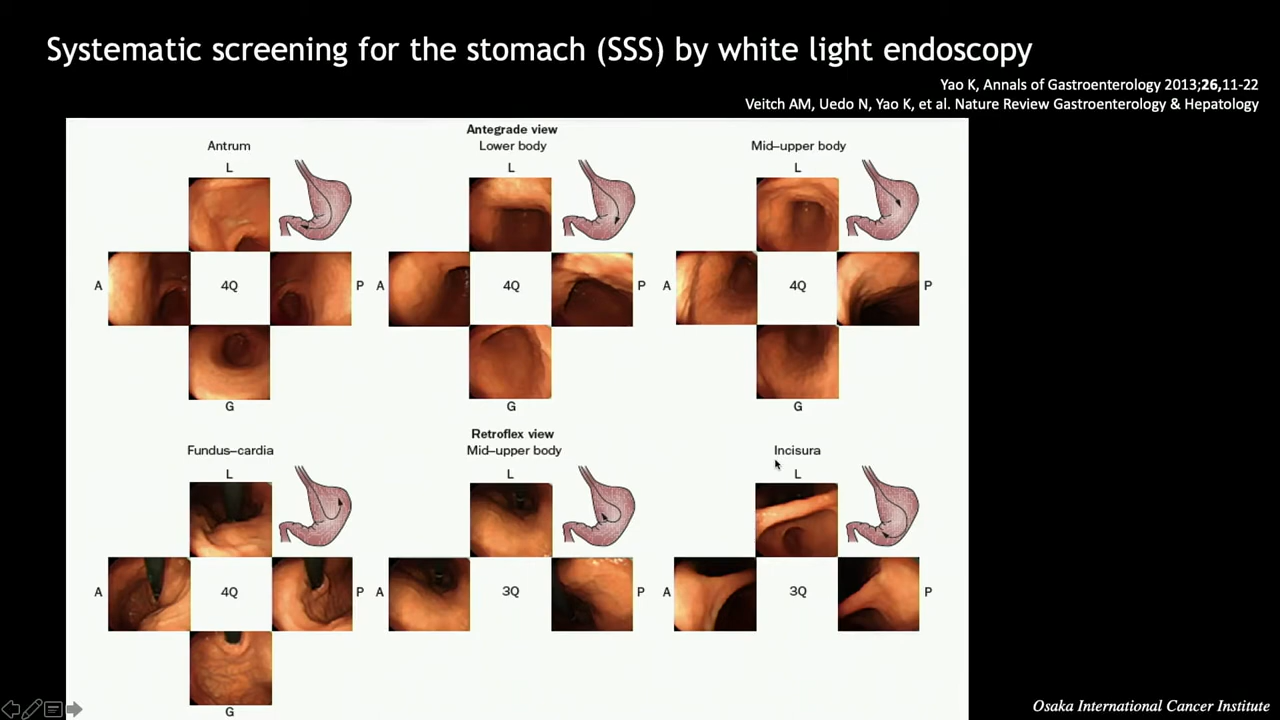 Systematic screening for the stomach (SSS) by white light endoscopy
Yao K, Annals of Gastroenterology 2013;26,11-22
Veitch AM, Uedo N, Yao K, et al. Nature Review Gastroenterology & Hepatology
Antegrade view
Antrum
Lower body
Mid–upper body
L
L
L
A
4Q
P
A
4Q
P
A
4Q
P
G
G
G
Retroflex view
Fundus–cardia
Mid-upper body
Incisura
L
L
L
A
4Q
P
A
3Q
P
A
3Q
P
G
Osaka International Cancer Institute